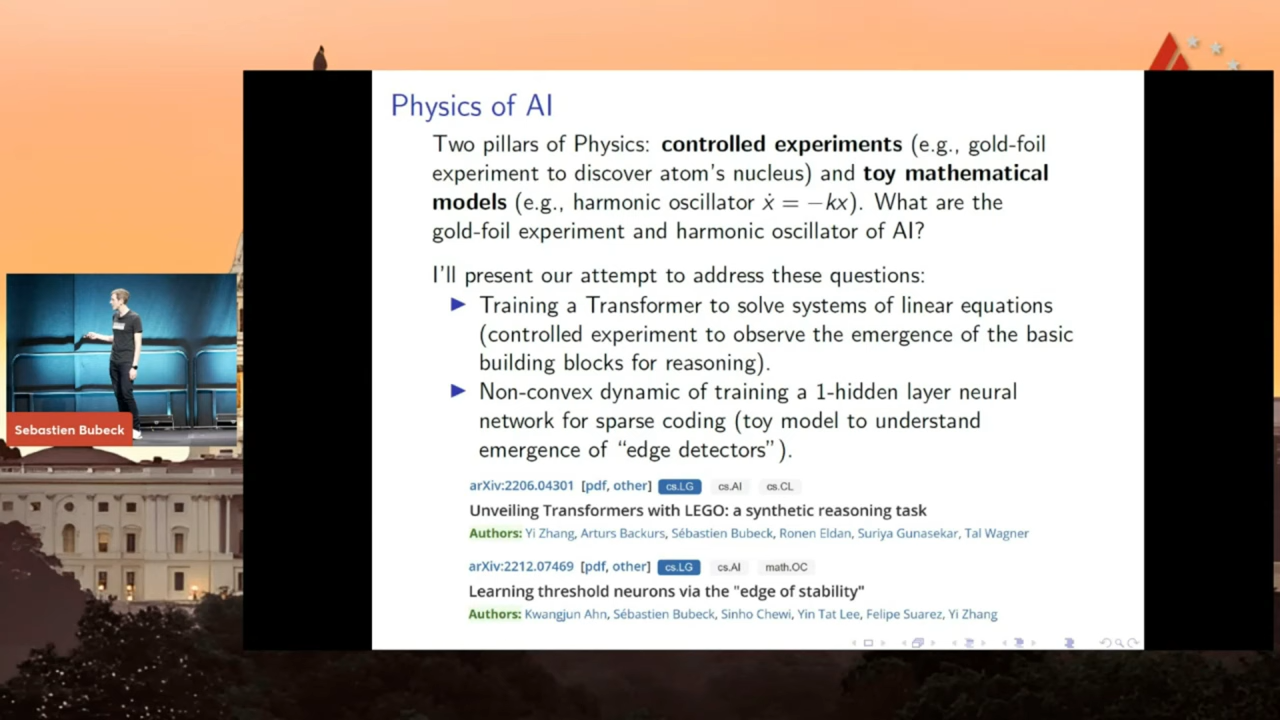 Physics of AI
Two pillars of Physics: controlled experiments (e.g., gold-foil
experiment to discover atom's nucleus) and toy mathematical
models (e.g., harmonic oscillator ẋ = −kx). What are the
gold-foil experiment and harmonic oscillator of AI?
I'll present our attempt to address these questions:
▶ Training a Transformer to solve systems of linear equations
(controlled experiment to observe the emergence of the basic
building blocks for reasoning).
▶ Non-convex dynamic of training a 1-hidden layer neural
network for sparse coding (toy model to understand
emergence of “edge detectors”).
arXiv:2206.04301 [pdf, other] cs.LG cs.AI cs.CL
Unveiling Transformers with LEGO: a synthetic reasoning task
Authors: Yi Zhang, Arturs Backurs, Sébastien Bubeck, Ronen Eldan, Suriya Gunasekar, Tal Wagner
arXiv:2212.07469 [pdf, other] cs.LG cs.AI math.OC
Learning threshold neurons via the "edge of stability"
Authors: Kwangjun Ahn, Sébastien Bubeck, Sinho Chewi, Yin Tat Lee, Felipe Suarez, Yi Zhang
Sebastien Bubeck